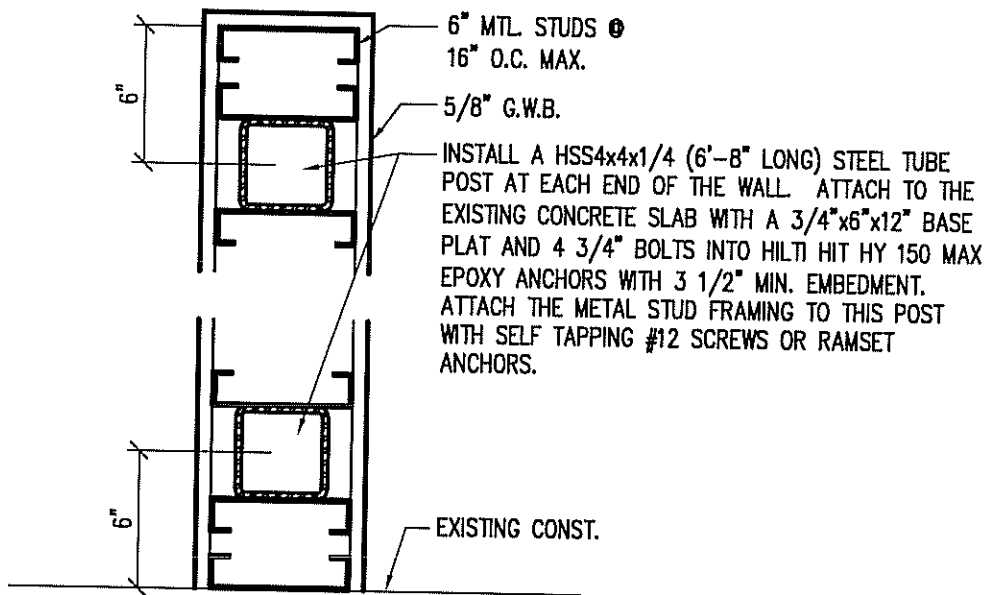 6" MTL. STUDS @
16" O.C. MAX.
6"
5/8" G.W.B.
INSTALL A HSS4x4x1/4 (6'-8" LONG) STEEL TUBE
POST AT EACH END OF THE WALL. ATTACH TO THE
EXISTING CONCRETE SLAB WITH A 3/4"x6"x12" BASE
PLAT AND 4 3/4" BOLTS INTO HILTI HIT HY 150 MAX
EPOXY ANCHORS WITH 3 1/2" MIN. EMBEDMENT.
ATTACH THE METAL STUD FRAMING TO THIS POST
WITH SELF TAPPING #12 SCREWS OR RAMSET
ANCHORS.
6"
EXISTING CONST.